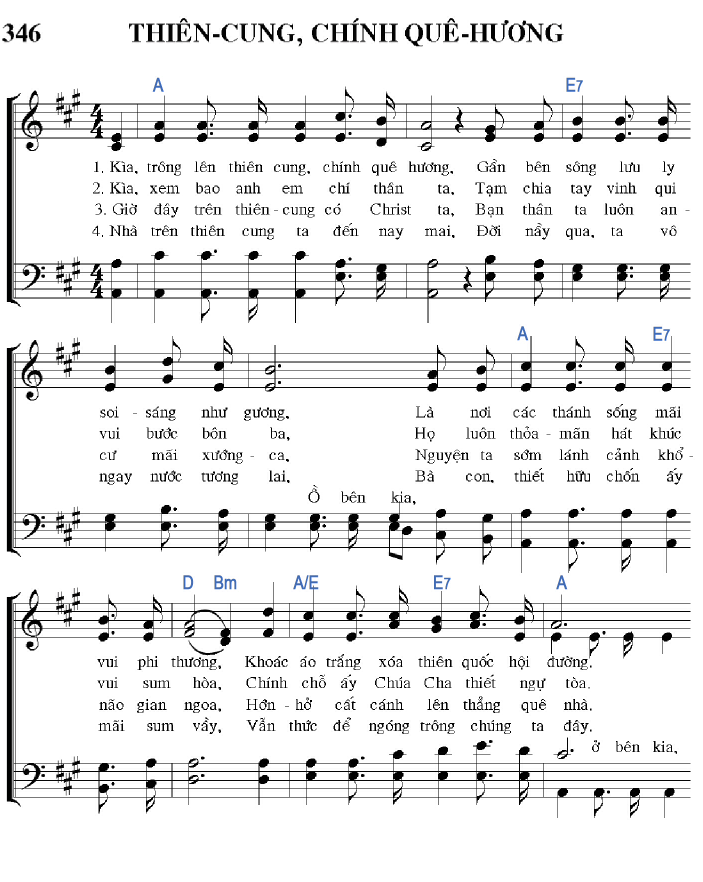 346 THIÊN-CUNG, CHÍNH QUÊ-HƯƠNG
A E7
1. Kìa, trông lên thiên cung, chính quê hương, Gần bên sông lưu ly
2. Kìa, xem bao anh em chí thân ta, Tạm chia tay vinh qui
3. Giờ đây trên thiên-cung có Christ ta, Bạn thân ta luôn an-
4. Nhà trên thiên cung ta đến nay mai, Đời nầy qua, ta vô
A E7
soi-sáng như gương, Là nơi các thánh sống mãi
vui bước bôn ba, Họ luôn thỏa-mãn hát khúc
cư mãi xướng-ca, Nguyện ta sớm lánh cảnh khổ-
ngay nước tương lai, Bà con, thiết hữu chốn ấy
Ồ bên kia,
D Bm A/E E7 A
vui phi thương, Khoác áo trắng xóa thiên quốc hội đường.
vui sum hòa, Chính chỗ ấy Chúa Cha thiết ngự tòa.
não gian ngoa, Hớn-hở cất cánh lên thẳng quê nhà.
mãi sum vầy, Vẫn thức để ngóng trông chúng ta đây.
ở bên kia,